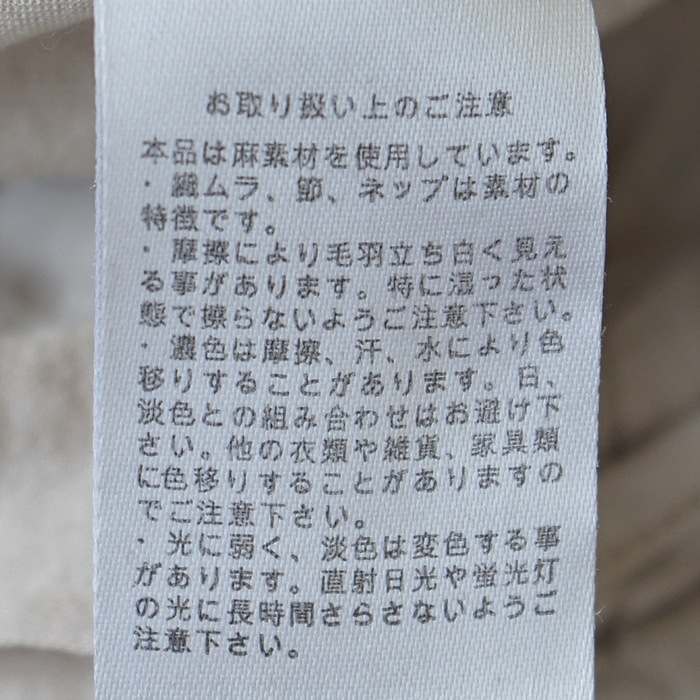 お取り扱い上のご注意
本品は麻素材を使用しています。
・織ムラ、節、ネップは素材の
特徴です。
・摩擦により毛羽立ち白く見え
る事があります。特に湿った状
態で擦らないようご注意下さい。
・濃色は摩擦、汗、水により色
移りすることがあります。白、
淡色との組み合わせはお避け下
さい。他の衣類や雑貨、家具類
に色移りすることがありますの
でご注意下さい。
・光に弱く、淡色は変色する事
があります。直射日光や蛍光灯
の光に長時間さらさないようご
注意下さい。